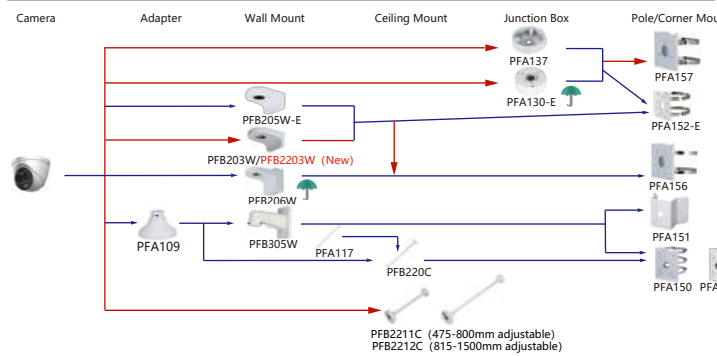 Camera
Adapter
Wall Mount
Ceiling Mount
Junction Box
Pole/Corner Mou
PFA137
PFA157
PFA130-E
PFB205W-E
PFA152-E
PFB203W/PFB2203W (New)
PFB206W
PFA156
PFA109
PFB305W
PFA117
PFA151
PFB220C
PFA150
PFA
PFB2211C (475-800mm adjustable)
PFB2212C (815-1500mm adjustable)